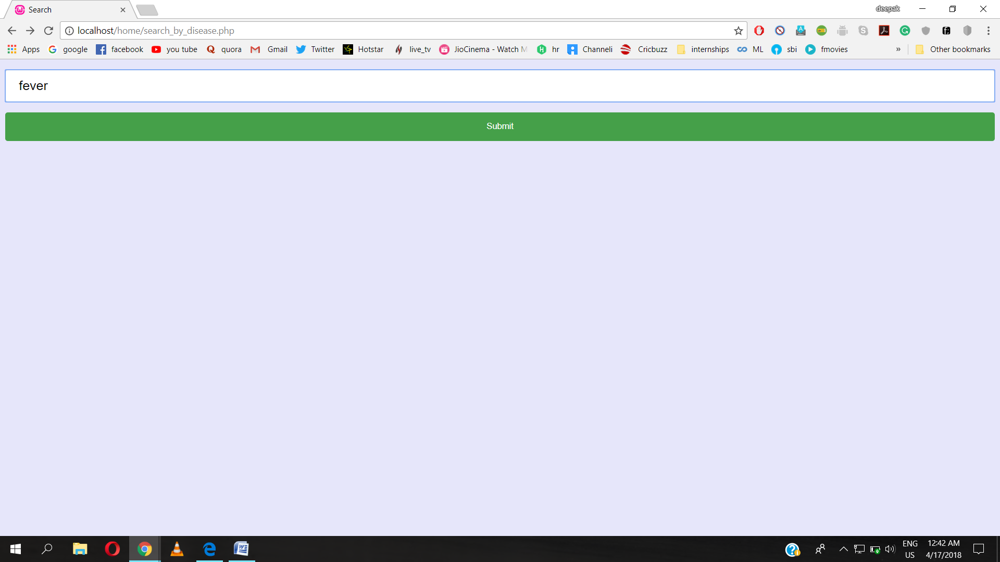 Search
deepak
localhost/home/search_by_disease.php
Apps google facebook you tube quora Gmail Twitter Hotstar live_tv JioCinema - Watch M hr Channeli Cricbuzz internships ML sbi fmovies » Other bookmarks
fever
Submit
ENG 12:42 AM
US 4/17/2018